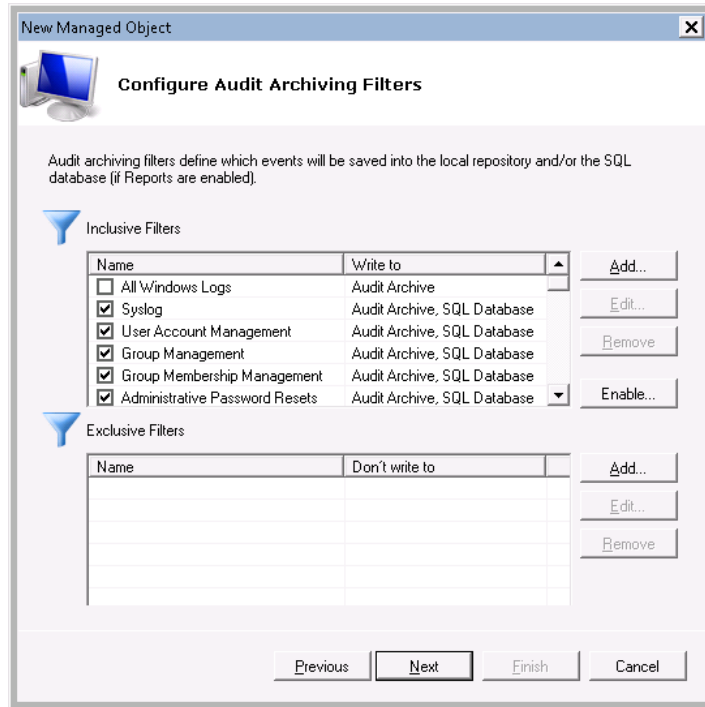 New Managed Object
Configure Audit Archiving Filters
Audit archiving filters define which events will be saved into the local repository and/or the SQL
database (if Reports are enabled).
Inclusive Filters
Name Write to
All Windows Logs Audit Archive
Syslog Audit Archive, SQL Database
User Account Management Audit Archive, SQL Database
Group Management Audit Archive, SQL Database
Group Membership Management Audit Archive, SQL Database
Administrative Password Resets Audit Archive, SQL Database
Add...
Edit...
Remove
Enable...
Exclusive Filters
Name Don't write to
Add...
Edit...
Remove
Previous Next Finish Cancel